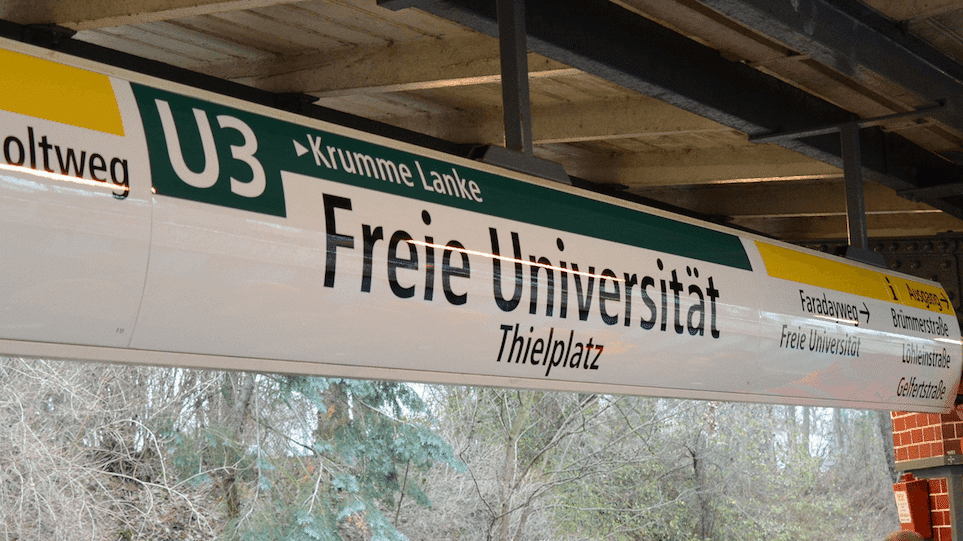 oltweg
U3
▸Krumme Lanke
Freie Universität
Thielplatz
Faradayweg→
Freie Universität
i Ausgang→
Brümmerstraße
Löhleinstraße
Gelfertstraße